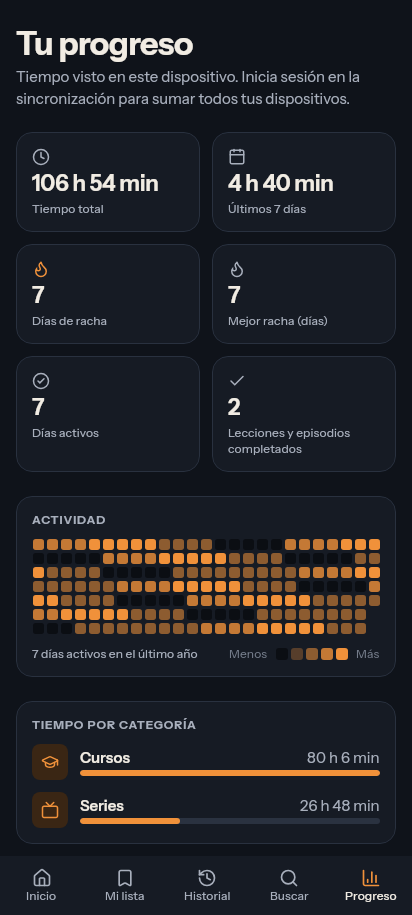 Tu progreso
Tiempo visto en este dispositivo. Inicia sesión en la
sincronización para sumar todos tus dispositivos.
106 h 54 min
Tiempo total
4 h 40 min
Últimos 7 días
7
Días de racha
7
Mejor racha (días)
7
Días activos
2
Lecciones y episodios
completados
ACTIVIDAD
7 días activos en el último año
Menos
Más
TIEMPO POR CATEGORÍA
Cursos
80 h 6 min
Series
26 h 48 min
Inicio
Mi lista
Historial
Buscar
Progreso